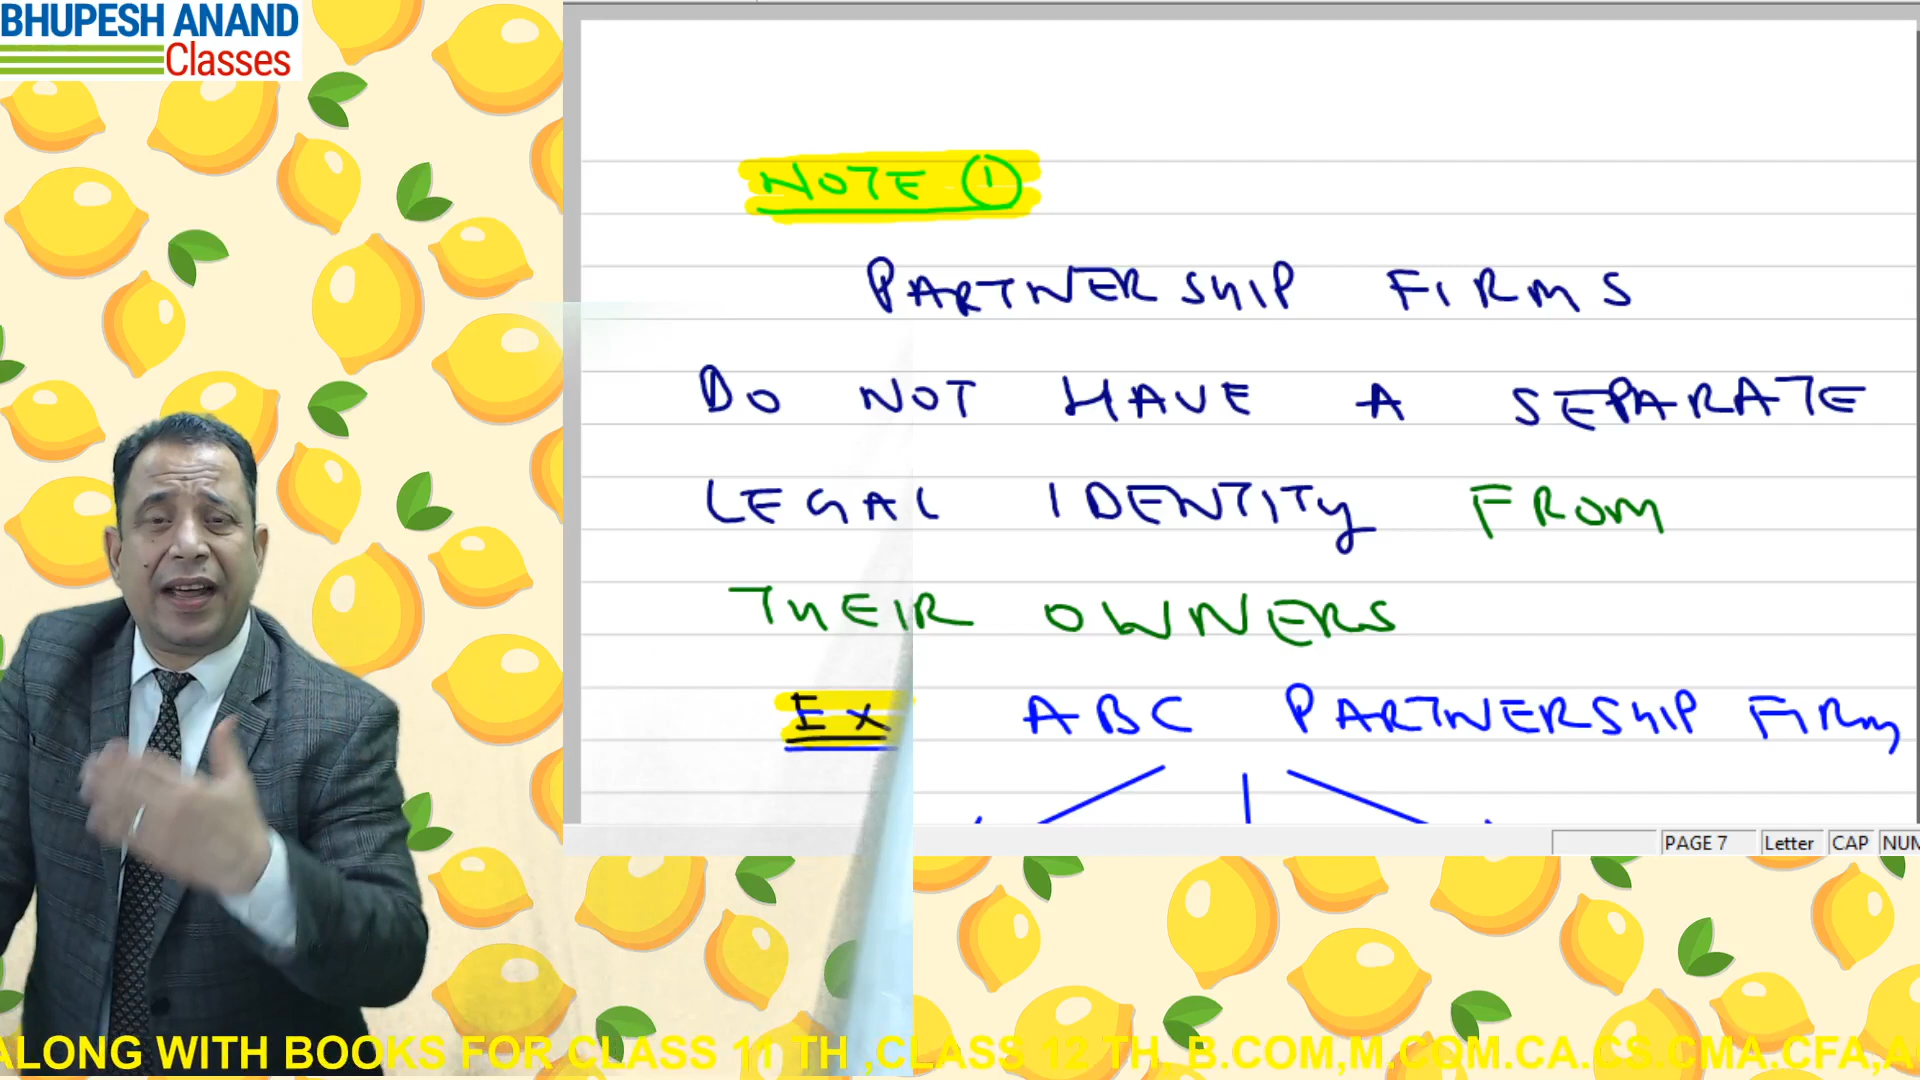 BHUPESH ANAND
Classes
NOTE 1
PARTNERSHIP FIRMS
DO NOT HAVE A SEPARATE
LEGAL IDENTITY FROM
THEIR OWNERS
EX ABC PARTNERSHIP FIRM
PAGE 7 Letter CAP NUM
ALONG WITH BOOKS FOR CLASS 11 TH ,CLASS 12 TH, B.COM,M.COM.CA.CS.CMA.CFA,A